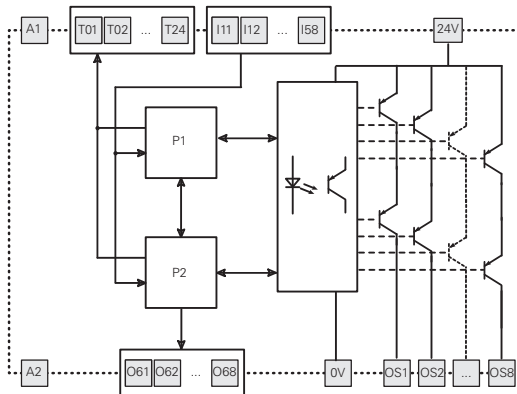 A1 T01 T02 ... T24 I11 I12 ... I58 24V
P1
P2
A2 O61 O62 ... O68 0V OS1 OS2 ... OS8